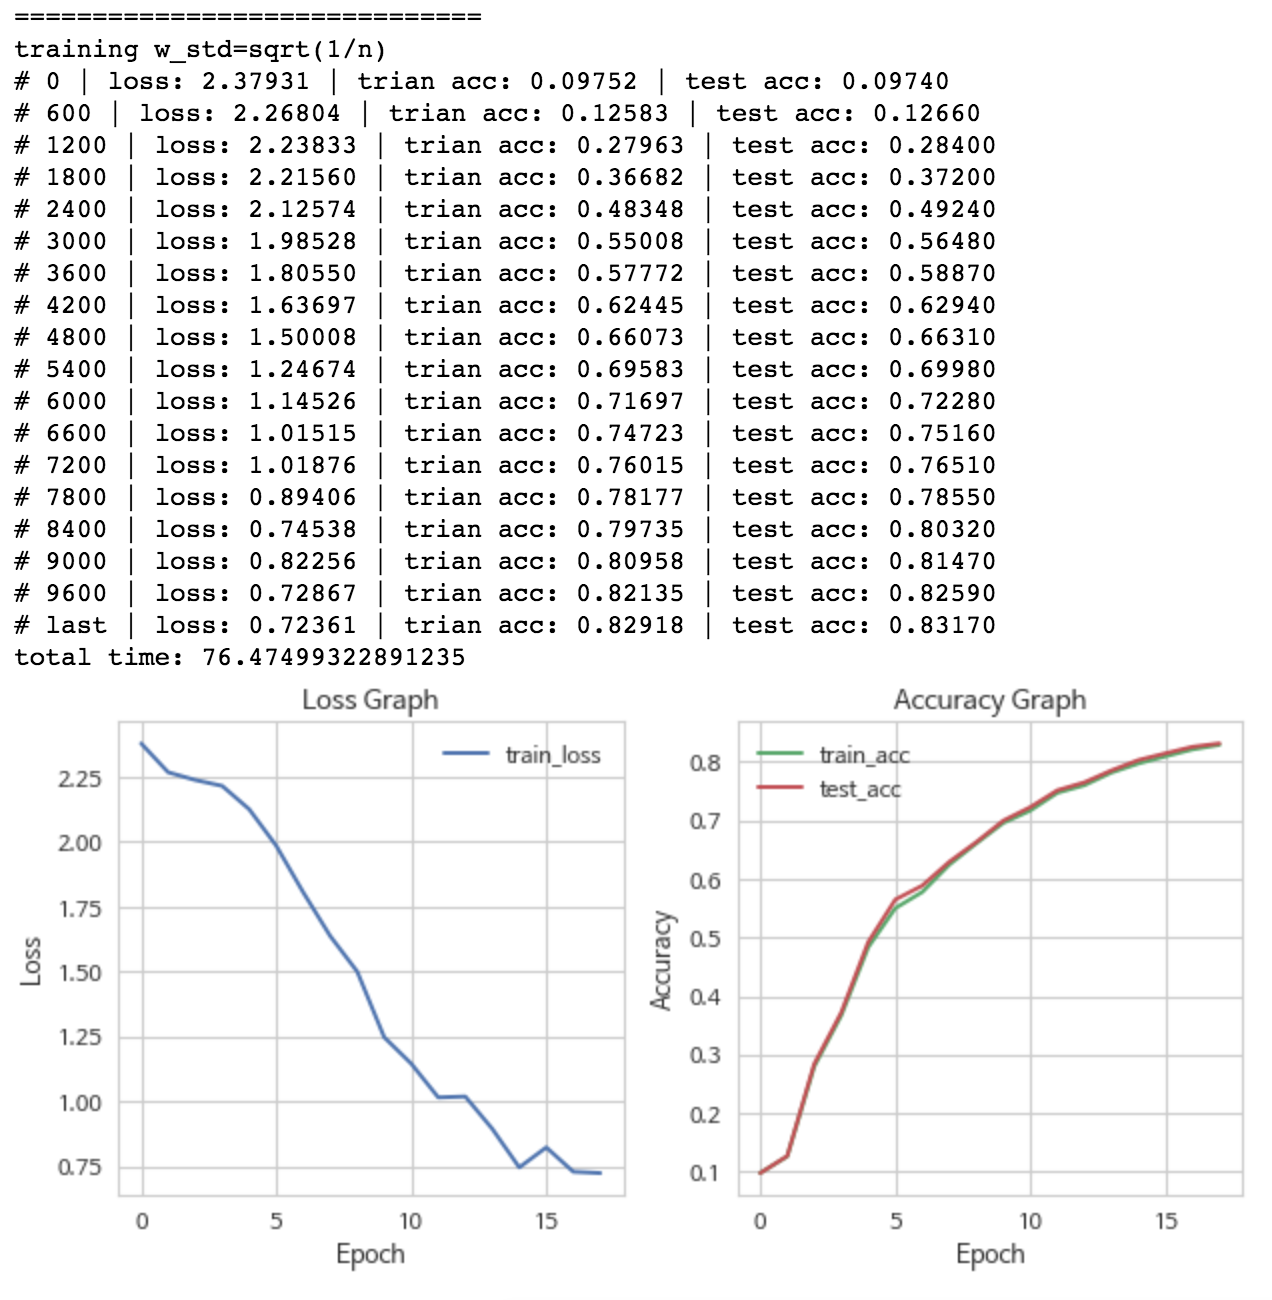 ==============================
training w_std=sqrt(1/n)
# 0 | loss: 2.37931 | trian acc: 0.09752 | test acc: 0.09740
# 600 | loss: 2.26804 | trian acc: 0.12583 | test acc: 0.12660
# 1200 | loss: 2.23833 | trian acc: 0.27963 | test acc: 0.28400
# 1800 | loss: 2.21560 | trian acc: 0.36682 | test acc: 0.37200
# 2400 | loss: 2.12574 | trian acc: 0.48348 | test acc: 0.49240
# 3000 | loss: 1.98528 | trian acc: 0.55008 | test acc: 0.56480
# 3600 | loss: 1.80550 | trian acc: 0.57772 | test acc: 0.58870
# 4200 | loss: 1.63697 | trian acc: 0.62445 | test acc: 0.62940
# 4800 | loss: 1.50008 | trian acc: 0.66073 | test acc: 0.66310
# 5400 | loss: 1.24674 | trian acc: 0.69583 | test acc: 0.69980
# 6000 | loss: 1.14526 | trian acc: 0.71697 | test acc: 0.72280
# 6600 | loss: 1.01515 | trian acc: 0.74723 | test acc: 0.75160
# 7200 | loss: 1.01876 | trian acc: 0.76015 | test acc: 0.76510
# 7800 | loss: 0.89406 | trian acc: 0.78177 | test acc: 0.78550
# 8400 | loss: 0.74538 | trian acc: 0.79735 | test acc: 0.80320
# 9000 | loss: 0.82256 | trian acc: 0.80958 | test acc: 0.81470
# 9600 | loss: 0.72867 | trian acc: 0.82135 | test acc: 0.82590
# last | loss: 0.72361 | trian acc: 0.82918 | test acc: 0.83170
total time: 76.47499322891235
Loss Graph
train_loss
2.25
2.00
1.75
1.50
1.25
1.00
0.75
Loss
0 5 10 15
Epoch
Accuracy Graph
train_acc
test_acc
0.8
0.7
0.6
0.5
0.4
0.3
0.2
0.1
Accuracy
0 5 10 15
Epoch